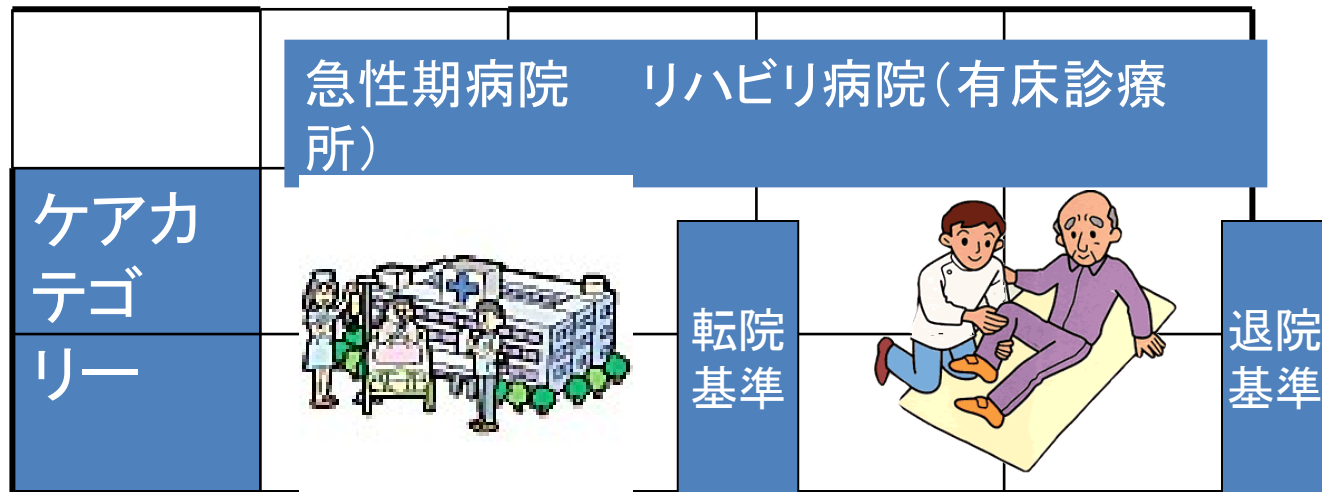 急性期病院　　リハビリ病院（有床診療
所）
ケアカ
テゴ
リー
転院
基準
退院
基準